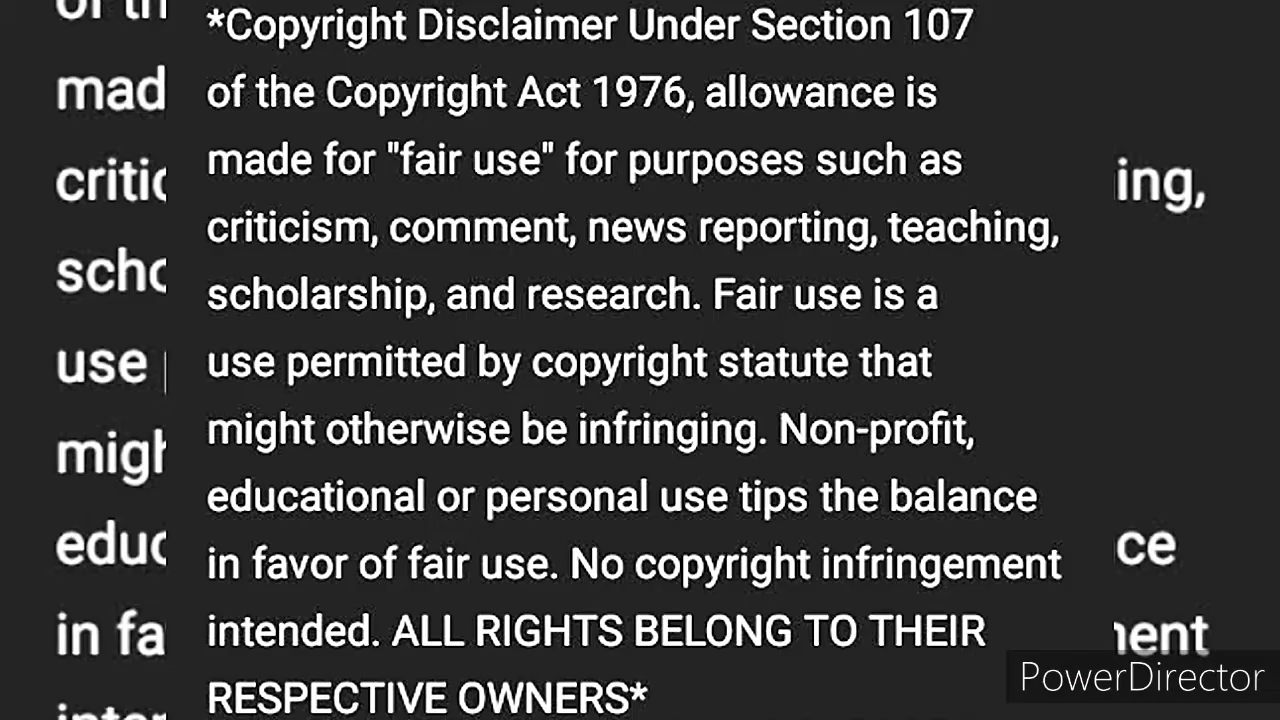 *Copyright Disclaimer Under Section 107
of the Copyright Act 1976, allowance is
made for "fair use" for purposes such as
criticism, comment, news reporting, teaching,
scholarship, and research. Fair use is a
use permitted by copyright statute that
might otherwise be infringing. Non-profit,
educational or personal use tips the balance
in favor of fair use. No copyright infringement
intended. ALL RIGHTS BELONG TO THEIR
RESPECTIVE OWNERS*
PowerDirector